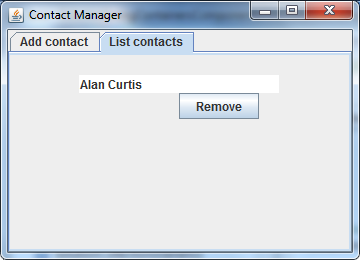 Contact Manager
Add contact List contacts
Alan Curtis
Remove